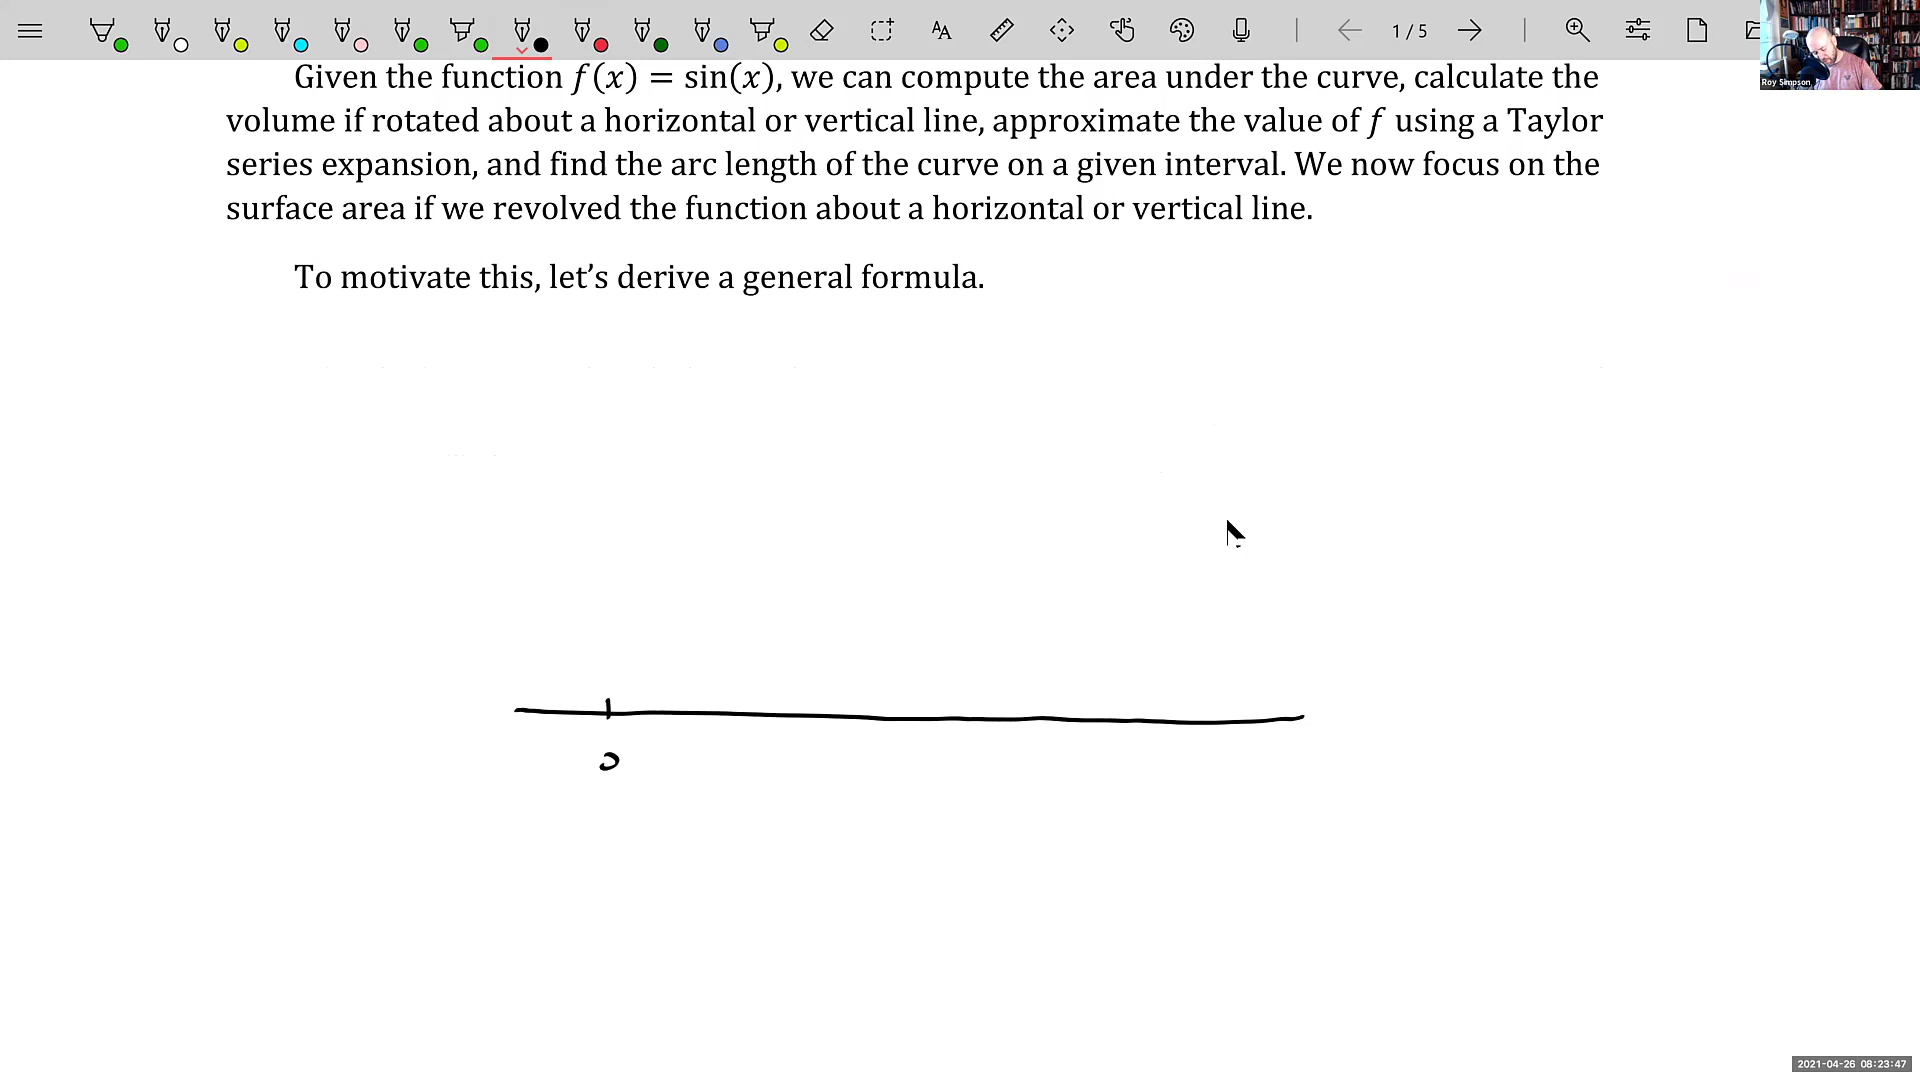 1 / 5
Roy Simpson
Given the function f(x) = sin(x), we can compute the area under the curve, calculate the
volume if rotated about a horizontal or vertical line, approximate the value of f using a Taylor
series expansion, and find the arc length of the curve on a given interval. We now focus on the
surface area if we revolved the function about a horizontal or vertical line.
To motivate this, let’s derive a general formula.
0
2021-04-26 08:23:47